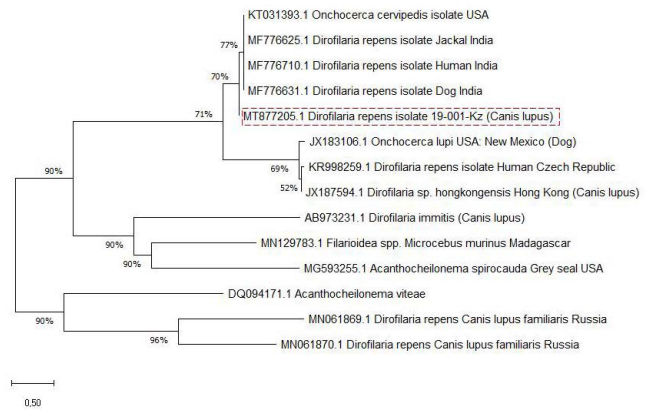 KT031393.1 Onchocerca cervipedis isolate USA
77%
MF776625.1 Dirofilaria repens isolate Jackal India
MF776710.1 Dirofilaria repens isolate Human India
70%
MF776631.1 Dirofilaria repens isolate Dog India
71%
MT877205.1 Dirofilaria repens isolate 19-001-Kz (Canis lupus)
JX183106.1 Onchocerca lupi USA: New Mexico (Dog)
69%
KR998259.1 Dirofilaria repens isolate Human Czech Republic
90%
52%
JX187594.1 Dirofilaria sp. hongkongensis Hong Kong (Canis lupus)
AB973231.1 Dirofilaria immitis (Canis lupus)
90%
MN129783.1 Filarioidea spp. Microcebus murinus Madagascar
90%
MG593255.1 Acanthocheilonema spirocauda Grey seal USA
DQ094171.1 Acanthocheilonema viteae
90%
MN061869.1 Dirofilaria repens Canis lupus familiaris Russia
96%
MN061870.1 Dirofilaria repens Canis lupus familiaris Russia
0,50